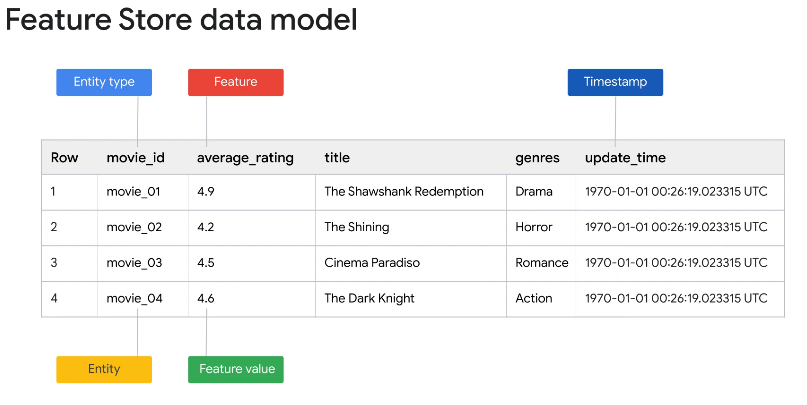 Feature Store data model
Entity type Feature Timestamp
Row movie_id average_rating title genres update_time
1 movie_01 4.9 The Shawshank Redemption Drama 1970-01-01 00:26:19.023315 UTC
2 movie_02 4.2 The Shining Horror 1970-01-01 00:26:19.023315 UTC
3 movie_03 4.5 Cinema Paradiso Romance 1970-01-01 00:26:19.023315 UTC
4 movie_04 4.6 The Dark Knight Action 1970-01-01 00:26:19.023315 UTC
Entity Feature value